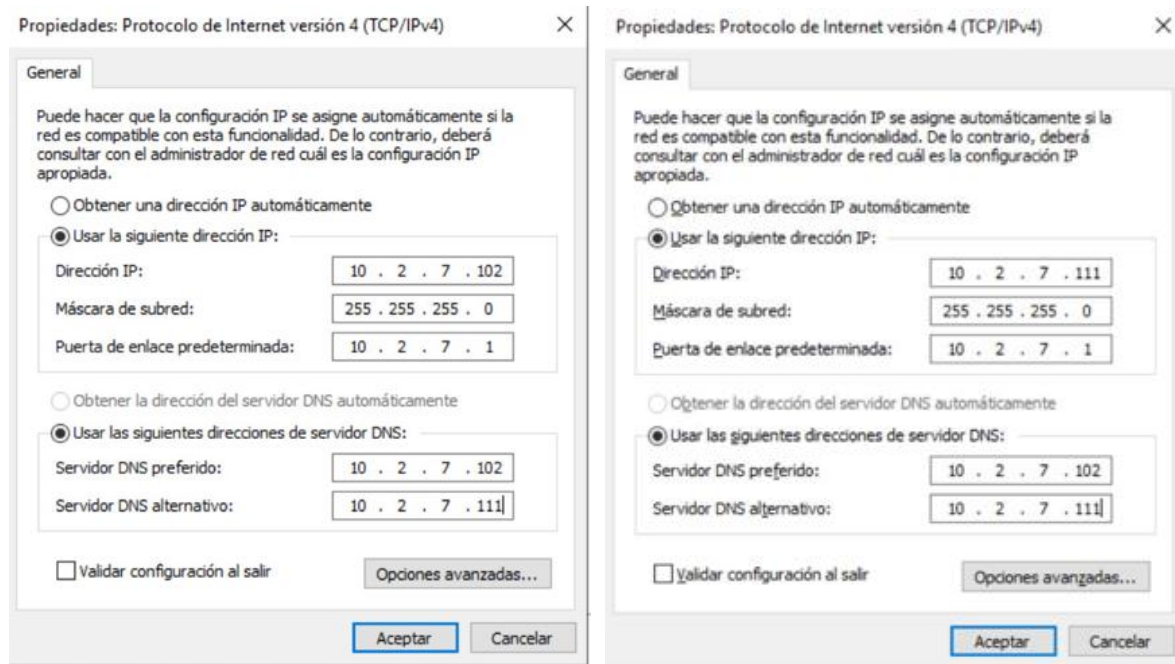 Propiedades: Protocolo de Internet versión 4 (TCP/IPv4)
General
Puede hacer que la configuración IP se asigne automáticamente si la
red es compatible con esta funcionalidad. De lo contrario, deberá
consultar con el administrador de red cuál es la configuración IP
apropiada.
Obtener una dirección IP automáticamente
Usar la siguiente dirección IP:
Dirección IP: 10 . 2 . 7 . 102
Máscara de subred: 255 . 255 . 255 . 0
Puerta de enlace predeterminada: 10 . 2 . 7 . 1
Obtener la dirección del servidor DNS automáticamente
Usar las siguientes direcciones de servidor DNS:
Servidor DNS preferido: 10 . 2 . 7 . 102
Servidor DNS alternativo: 10 . 2 . 7 . 111
Validar configuración al salir
Opciones avanzadas...
Aceptar Cancelar
Propiedades: Protocolo de Internet versión 4 (TCP/IPv4)
General
Puede hacer que la configuración IP se asigne automáticamente si la
red es compatible con esta funcionalidad. De lo contrario, deberá
consultar con el administrador de red cuál es la configuración IP
apropiada.
Obtener una dirección IP automáticamente
Usar la siguiente dirección IP:
Dirección IP: 10 . 2 . 7 . 111
Máscara de subred: 255 . 255 . 255 . 0
Puerta de enlace predeterminada: 10 . 2 . 7 . 1
Obtener la dirección del servidor DNS automáticamente
Usar las siguientes direcciones de servidor DNS:
Servidor DNS preferido: 10 . 2 . 7 . 102
Servidor DNS alternativo: 10 . 2 . 7 . 111
Validar configuración al salir
Opciones avanzadas...
Aceptar Cancelar